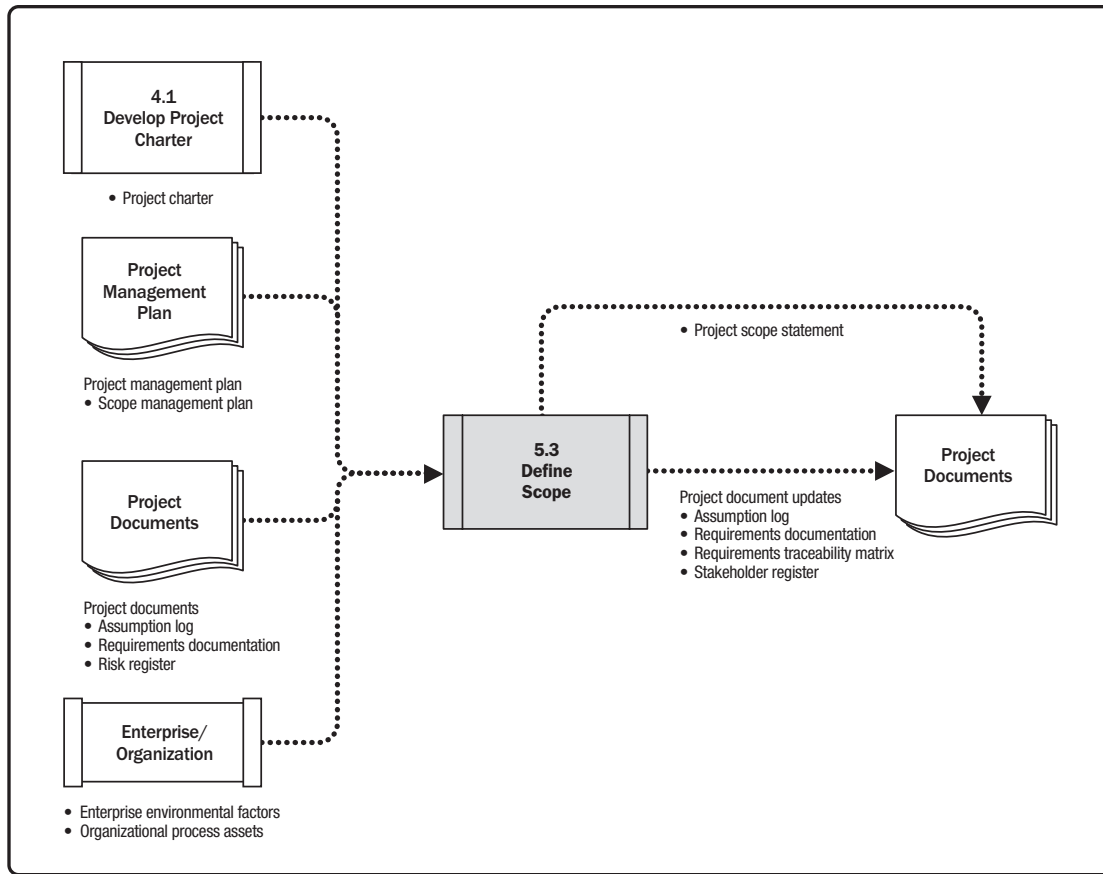 4.1
Develop Project
Charter
• Project charter
Project
Management
Plan
Project management plan
• Scope management plan
Project
Documents
Project documents
• Assumption log
• Requirements documentation
• Risk register
Enterprise/
Organization
• Enterprise environmental factors
• Organizational process assets
5.3
Define
Scope
• Project scope statement
Project document updates
• Assumption log
• Requirements documentation
• Requirements traceability matrix
• Stakeholder register
Project
Documents